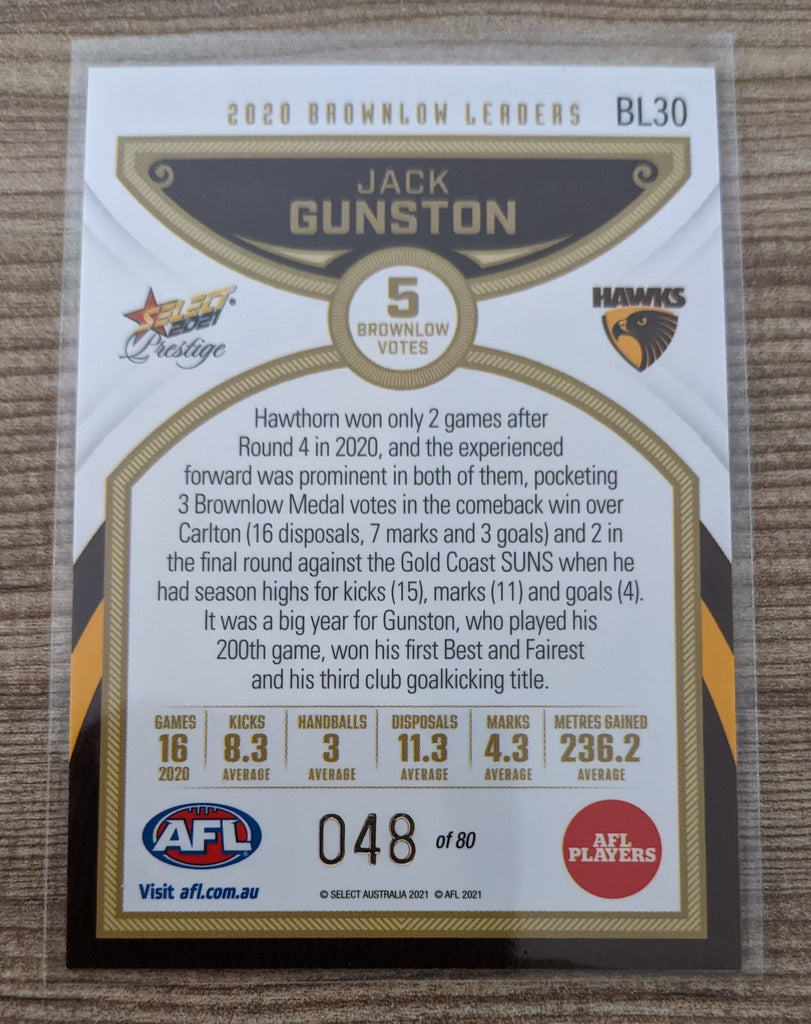 2020 BROWNLOW LEADERS BL30
JACK
GUNSTON
SELECT
2021
Prestige
5
BROWNLOW
VOTES
HAWKS
Hawthorn won only 2 games after
Round 4 in 2020, and the experienced
forward was prominent in both of them, pocketing
3 Brownlow Medal votes in the comeback win over
Carlton (16 disposals, 7 marks and 3 goals) and 2 in
the final round against the Gold Coast SUNS when he
had season highs for kicks (15), marks (11) and goals (4).
It was a big year for Gunston, who played his
200th game, won his first Best and Fairest
and his third club goalkicking title.
GAMES KICKS HANDBALLS DISPOSALS MARKS METRES GAINED
16 8.3 3 11.3 4.3 236.2
2020 AVERAGE AVERAGE AVERAGE AVERAGE AVERAGE
AFL
Visit afl.com.au
048 of 80
© SELECT AUSTRALIA 2021 © AFL 2021
AFL
PLAYERS